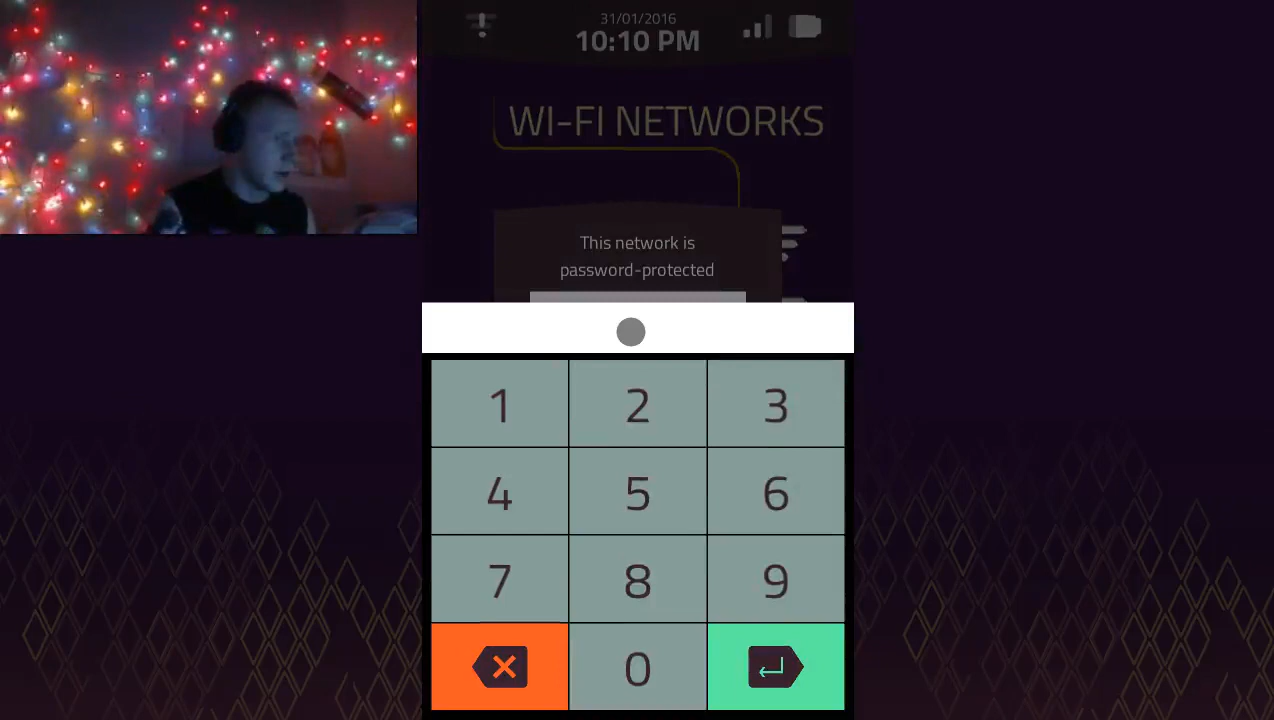 31/01/2016
10:10 PM
WI-FI NETWORKS
This network is
password-protected
1 2 3
4 5 6
7 8 9
0